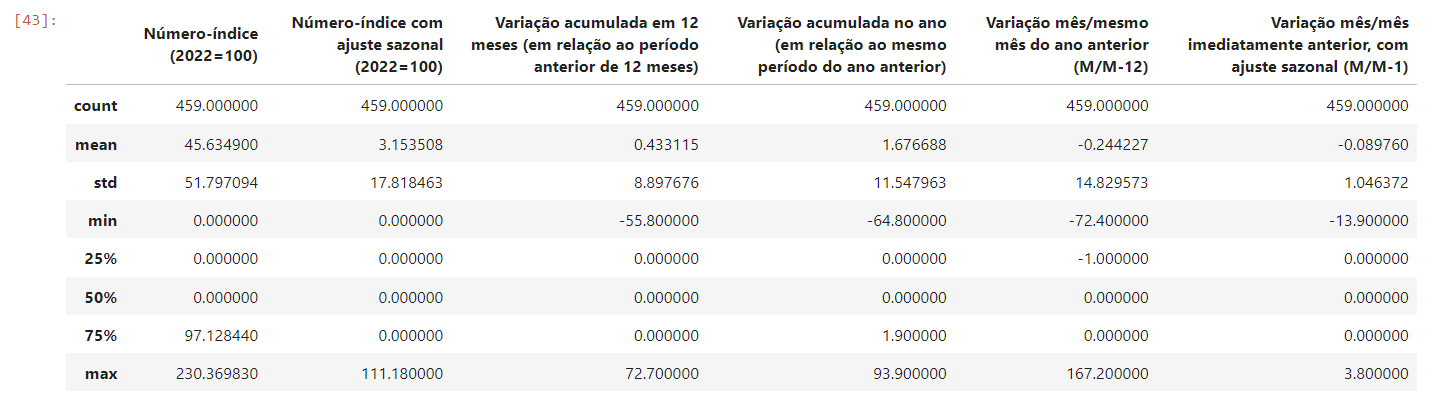 [43]:
Número-índice (2022=100) Número-índice com ajuste sazonal (2022=100) Variação acumulada em 12 meses (em relação ao período anterior de 12 meses) Variação acumulada no ano (em relação ao mesmo período do ano anterior) Variação mês/mesmo mês do ano anterior (M/M-12) Variação mês/mês imediatamente anterior, com ajuste sazonal (M/M-1)
count 459.000000 459.000000 459.000000 459.000000 459.000000 459.000000
mean 45.634900 3.153508 0.433115 1.676688 -0.244227 -0.089760
std 51.797094 17.818463 8.897676 11.547963 14.829573 1.046372
min 0.000000 0.000000 -55.800000 -64.800000 -72.400000 -13.900000
25% 0.000000 0.000000 0.000000 0.000000 -1.000000 0.000000
50% 0.000000 0.000000 0.000000 0.000000 0.000000 0.000000
75% 97.128440 0.000000 0.000000 1.900000 0.000000 0.000000
max 230.369830 111.180000 72.700000 93.900000 167.200000 3.800000